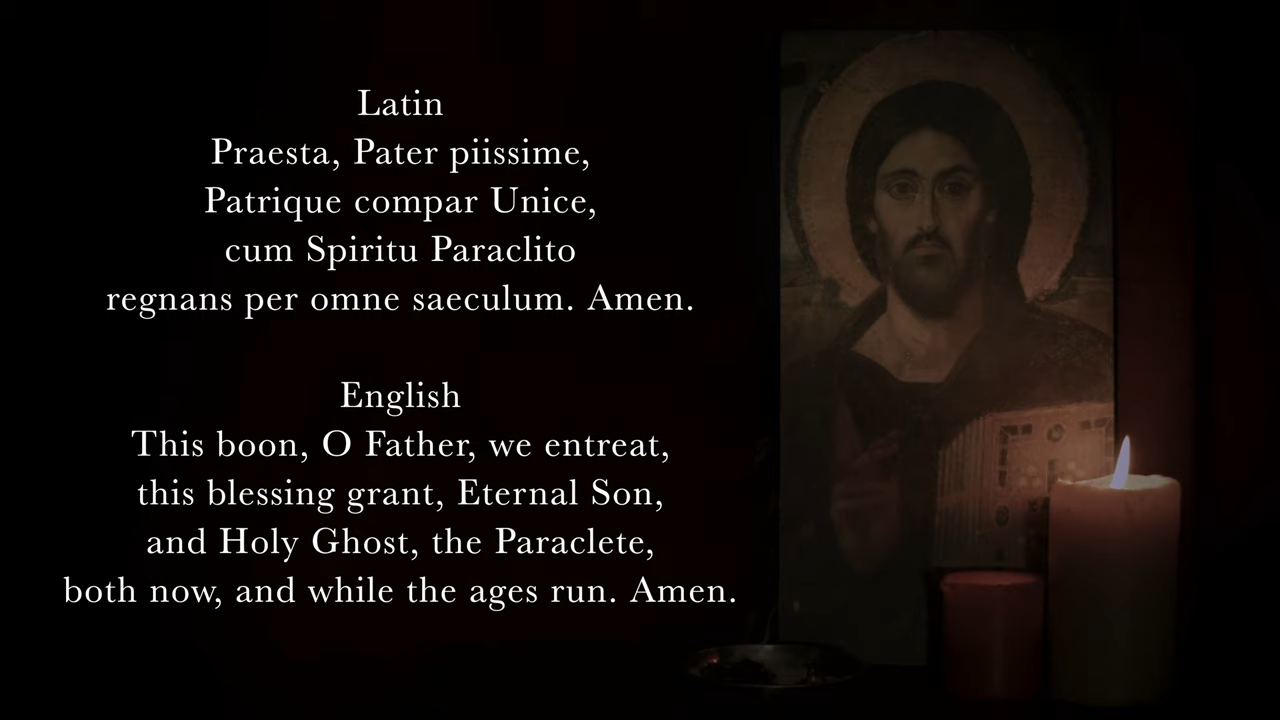 Latin
Praesta, Pater piissime,
Patrique compar Unice,
cum Spiritu Paraclito
regnans per omne saeculum. Amen.
English
This boon, O Father, we entreat,
this blessing grant, Eternal Son,
and Holy Ghost, the Paraclete,
both now, and while the ages run. Amen.